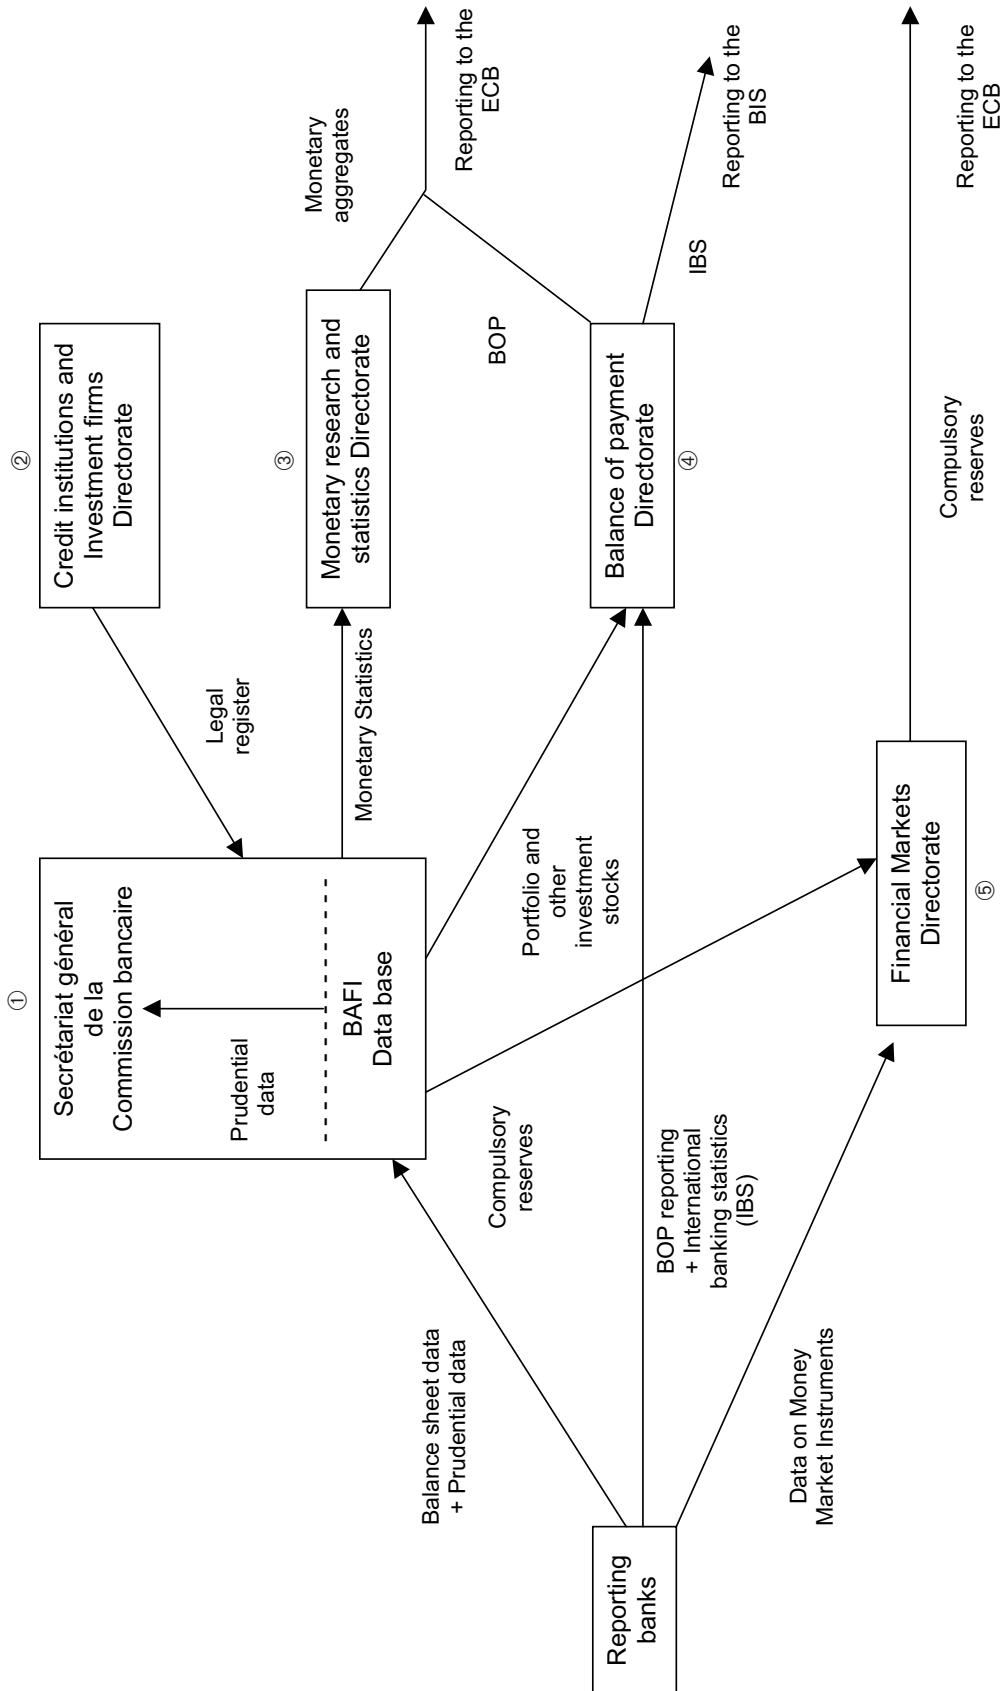 ①
Secrétariat général
de la
Commission bancaire
Prudential
data
BAFI
Data base
②
Credit institutions and
Investment firms
Directorate
Legal
register
③
Monetary research and
statistics Directorate
Monetary Statistics
Monetary
aggregates
Reporting to the
ECB
BOP
Balance of payment
Directorate
④
IBS
Reporting to the
BIS
Portfolio and
other
investment
stocks
Compulsory
reserves
Balance sheet data
+ Prudential data
BOP reporting
+ International
banking statistics
(IBS)
Reporting
banks
Data on Money
Market Instruments
Financial Markets
Directorate
⑤
Compulsory
reserves
Reporting to the
ECB